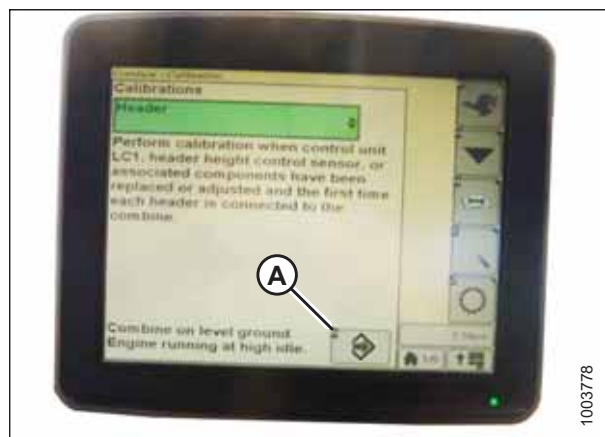 Calibrations
Header
Perform calibration when control unit
LC1, header height control sensor, or
associated components have been
replaced or adjusted and the first time
each header is connected to the
combine.
A
Combine on level ground.
Engine running at high idle.
1003778